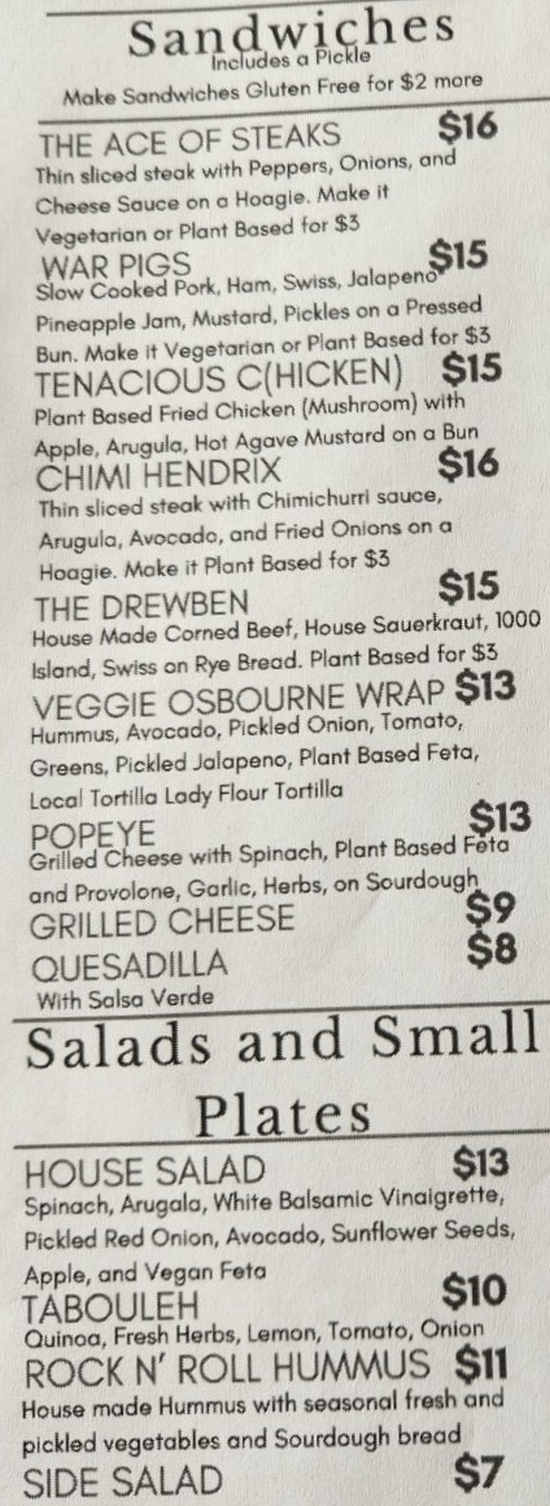 Sandwiches
Includes a Pickle
Make Sandwiches Gluten Free for $2 more
THE ACE OF STEAKS $16
Thin sliced steak with Peppers, Onions, and
Cheese Sauce on a Hoagie. Make it
Vegetarian or Plant Based for $3
WAR PIGS $15
Slow Cooked Pork, Ham, Swiss, Jalapeno
Pineapple Jam, Mustard, Pickles on a Pressed
Bun. Make it Vegetarian or Plant Based for $3
TENACIOUS C(HICKEN) $15
Plant Based Fried Chicken (Mushroom) with
Apple, Arugula, Hot Agave Mustard on a Bun
CHIMI HENDRIX $16
Thin sliced steak with Chimichurri sauce,
Arugula, Avocado, and Fried Onions on a
Hoagie. Make it Plant Based for $3
THE DREWBEN $15
House Made Corned Beef, House Sauerkraut, 1000
Island, Swiss on Rye Bread. Plant Based for $3
VEGGIE OSBOURNE WRAP $13
Hummus, Avocado, Pickled Onion, Tomato,
Greens, Pickled Jalapeno, Plant Based Feta,
Local Tortilla Lady Flour Tortilla
POPEYE $13
Grilled Cheese with Spinach, Plant Based Feta
and Provolone, Garlic, Herbs, on Sourdough
GRILLED CHEESE $9
QUESADILLA $8
With Salsa Verde
Salads and Small
Plates
HOUSE SALAD $13
Spinach, Arugala, White Balsamic Vinaigrette,
Pickled Red Onion, Avocado, Sunflower Seeds,
Apple, and Vegan Feta
TABOULEH $10
Quinoa, Fresh Herbs, Lemon, Tomato, Onion
ROCK N' ROLL HUMMUS $11
House made Hummus with seasonal fresh and
pickled vegetables and Sourdough bread
SIDE SALAD $7